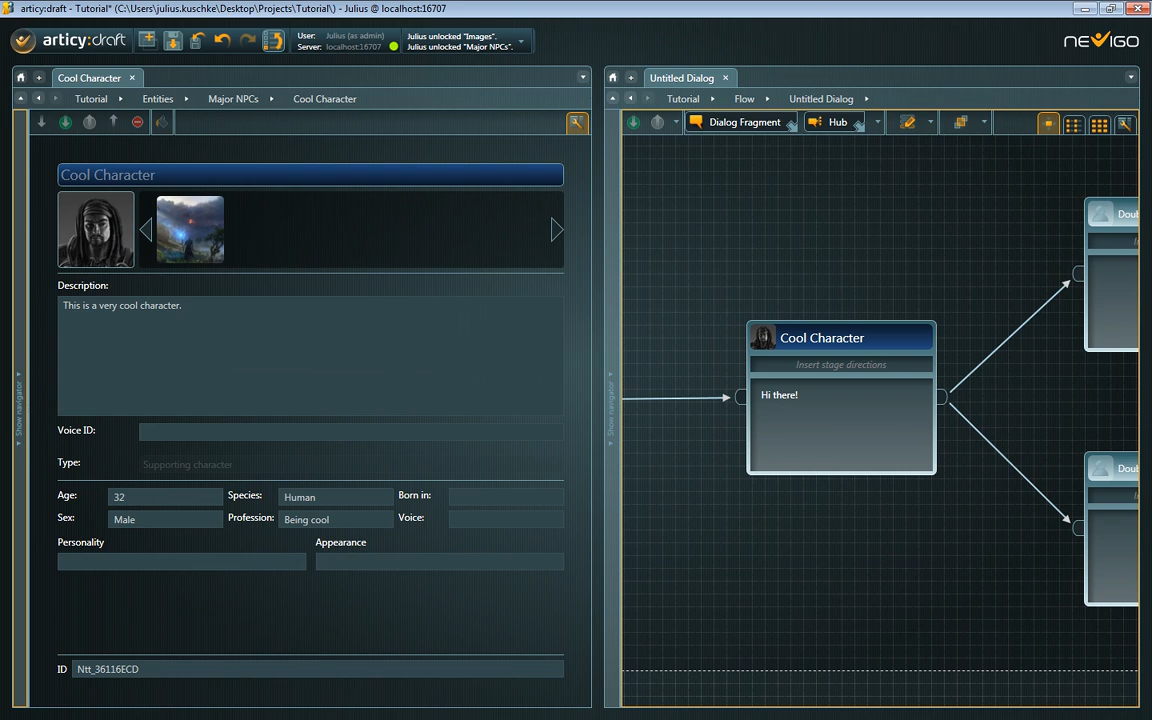 articy:draft - Tutorial* (C:\Users\julius.kuschke\Desktop\Projects\Tutorial\) - Julius @ localhost:16707
articy:draft
User: Julius (as admin)
Server: localhost:16707
Julius unlocked "Images".
Julius unlocked "Major NPCs".
nevigo
Cool Character
Tutorial Entities Major NPCs Cool Character
Cool Character
Description:
This is a very cool character.
Voice ID:
Type: Supporting character
Age: 32 Species: Human Born in:
Sex: Male Profession: Being cool Voice:
Personality Appearance
ID Ntt_36116ECD
Show navigator
Untitled Dialog
Tutorial Flow Untitled Dialog
Dialog Fragment Hub
Show navigator
Cool Character
Insert stage directions
Hi there!
Doub
Doub